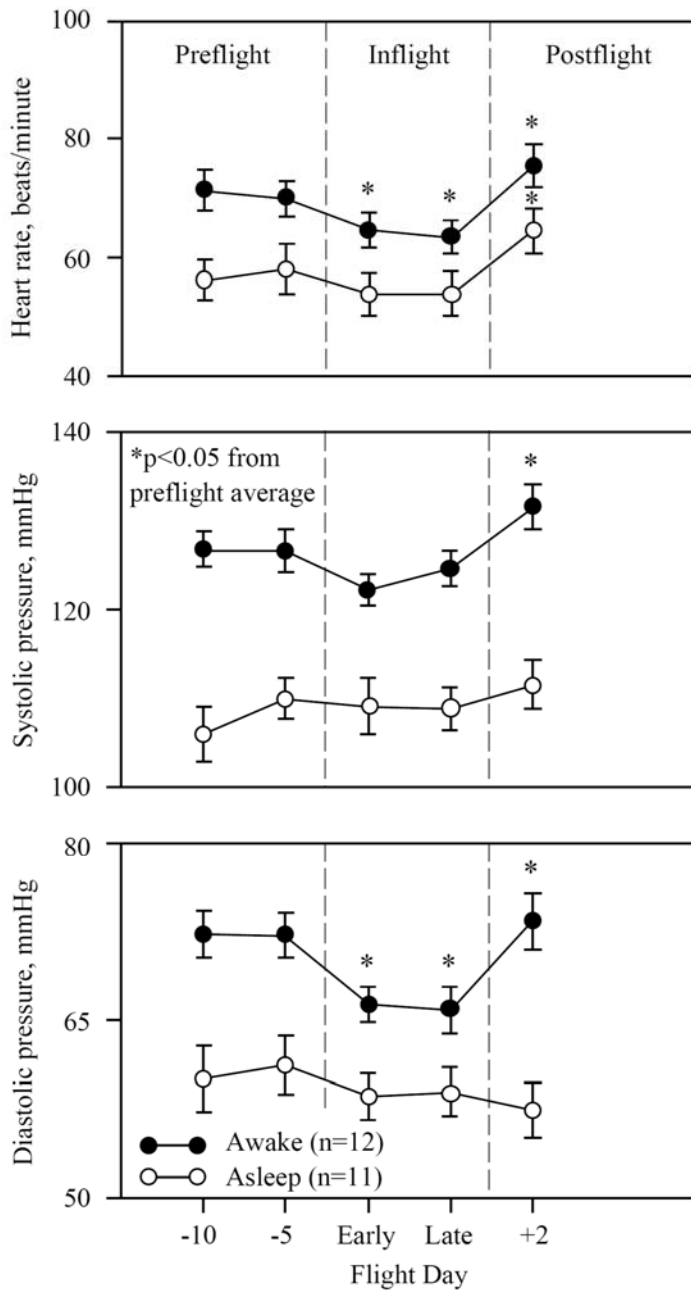 100
Preflight
Inflight
Postflight
*
80
*
*
*
60
40
Heart rate, beats/minute
140
*p<0.05 from
preflight average
*
120
100
Systolic pressure, mmHg
80
*
*
*
65
Awake (n=12)
Asleep (n=11)
50
Diastolic pressure, mmHg
-10
-5
Early
Late
+2
Flight Day